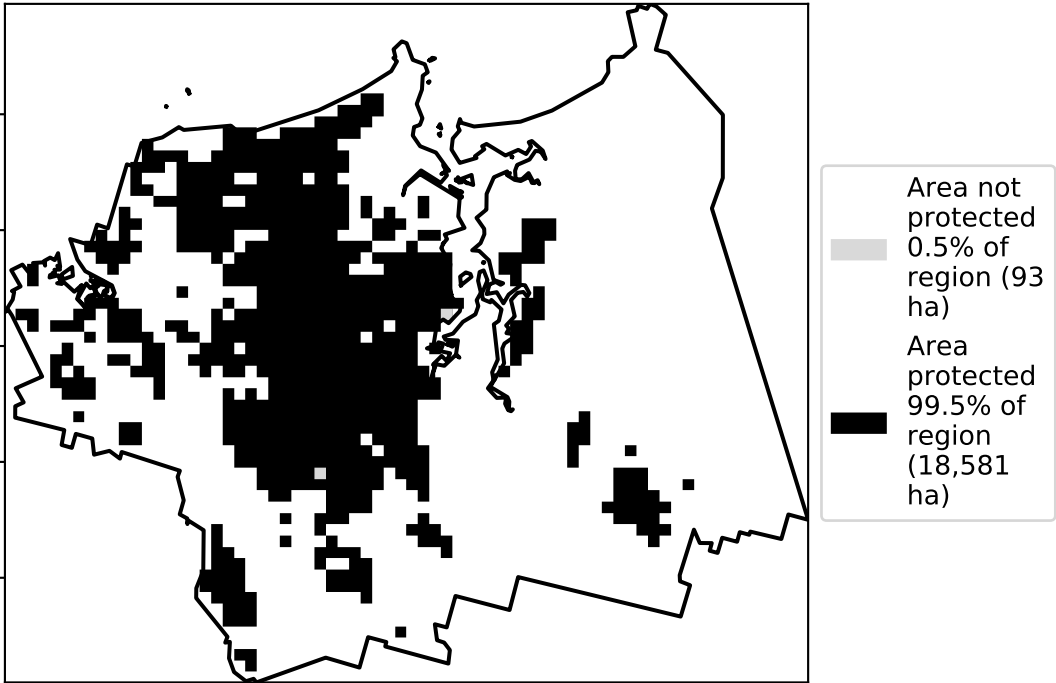 Area not
protected
0.5% of
region (93
ha)
Area
protected
99.5% of
region
(18,581
ha)